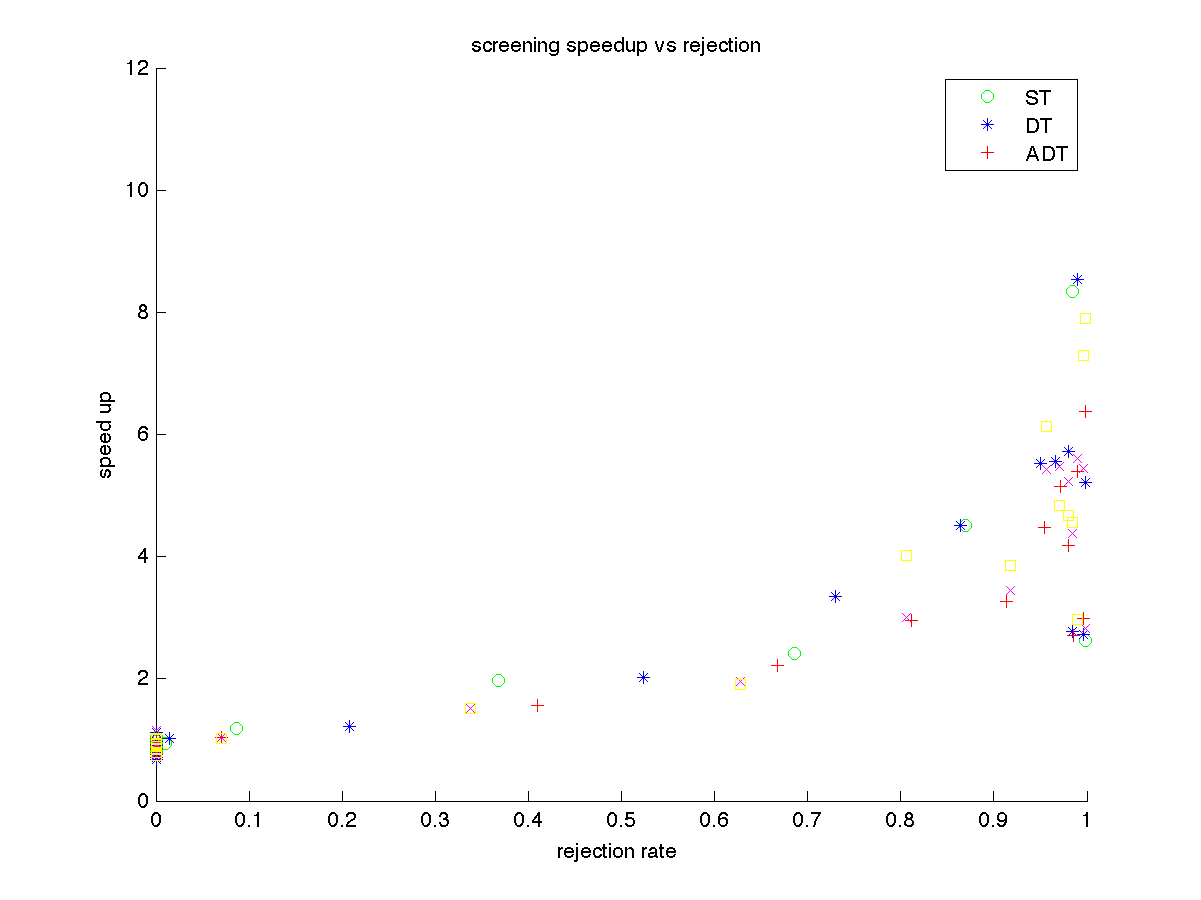 screening speedup vs rejection
12
10
8
6
4
2
0
speed up
ST
DT
ADT
0 0.1 0.2 0.3 0.4 0.5 0.6 0.7 0.8 0.9 1
rejection rate